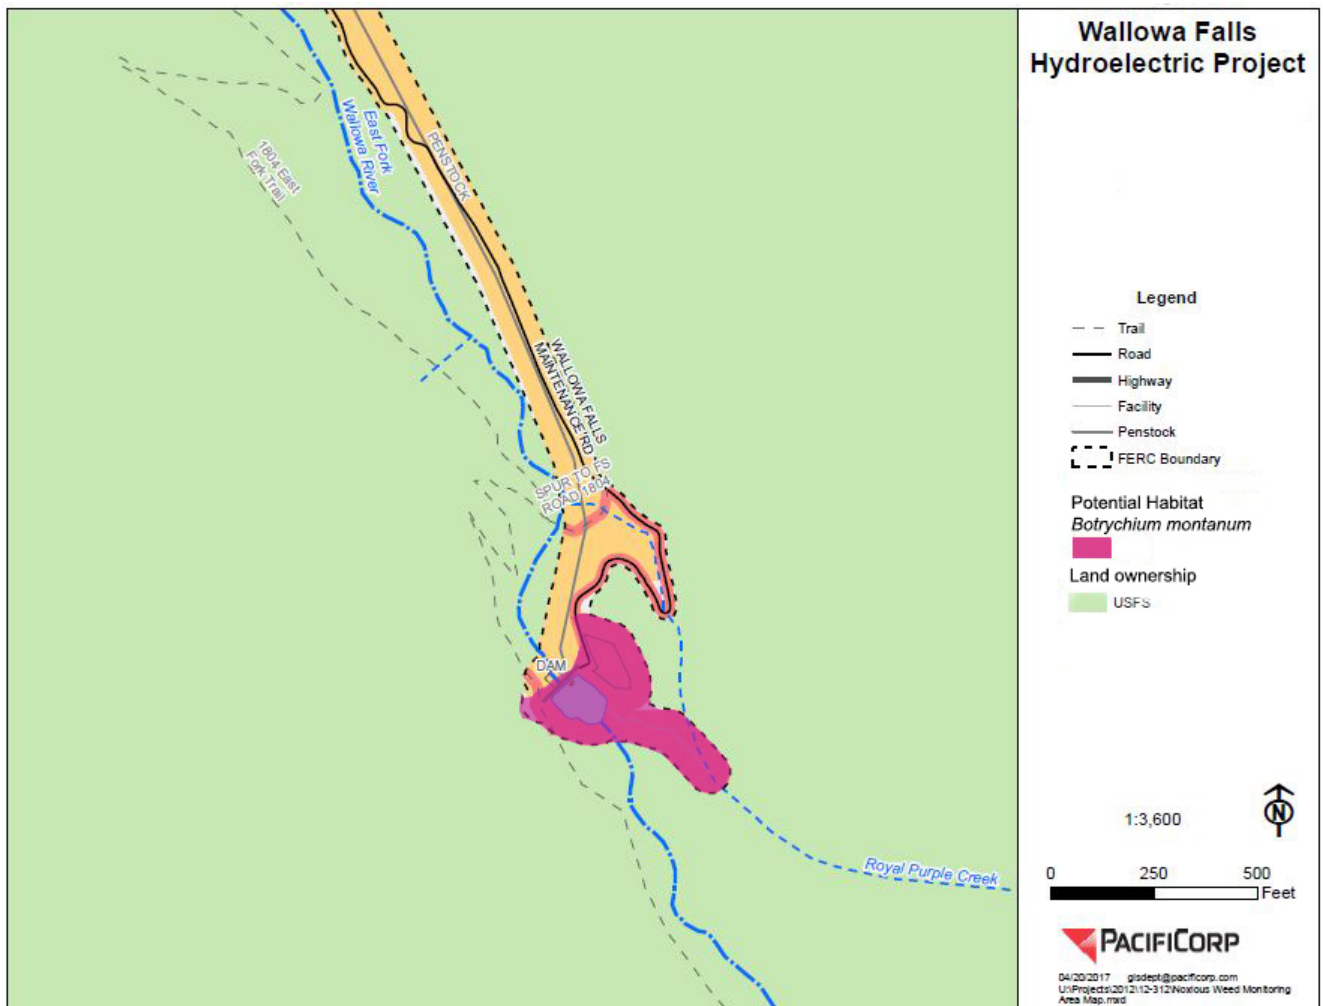 Wallowa Falls
Hydroelectric Project
East Fork
Wallowa River
PENSTOCK
1804 East
Fork Trail
WALLOWA FALLS
MAINTENANCE RD
SPUR TO FS
ROAD 1804
DAM
Royal Purple Creek
Legend
Trail
Road
Highway
Facility
Penstock
FERC Boundary
Potential Habitat
Botrychium montanum
Land ownership
USFS
N
1:3,600
0 250 500
Feet
PACIFICORP
04/20/2017 gisdept@pacificorp.com
U:\Projects\2012\12-312\Noxious Weed Monitoring
Area Map.mxd